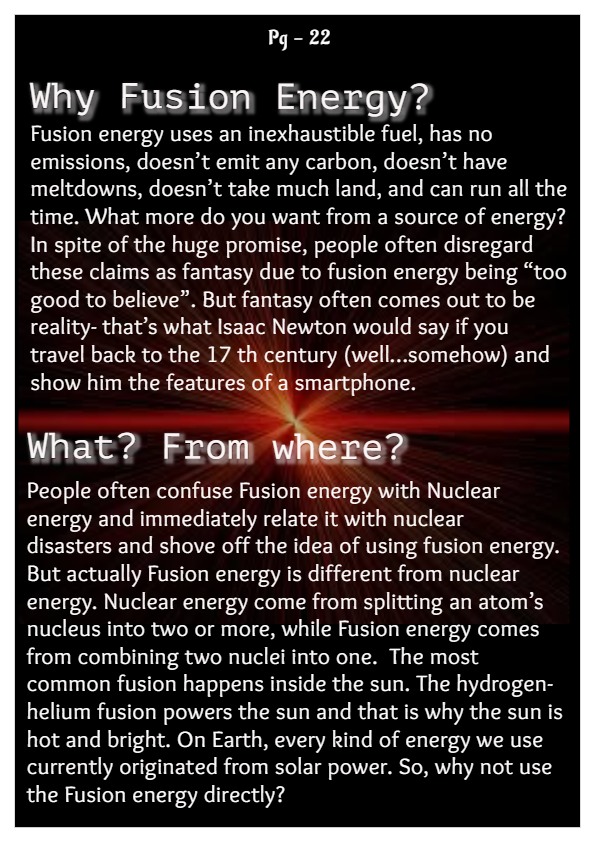 Pg – 22
Why Fusion Energy?
Fusion energy uses an inexhaustible fuel, has no
emissions, doesn’t emit any carbon, doesn’t have
meltdowns, doesn’t take much land, and can run all the
time. What more do you want from a source of energy?
In spite of the huge promise, people often disregard
these claims as fantasy due to fusion energy being “too
good to believe”. But fantasy often comes out to be
reality- that’s what Isaac Newton would say if you
travel back to the 17 th century (well...somehow) and
show him the features of a smartphone.
What? From where?
People often confuse Fusion energy with Nuclear
energy and immediately relate it with nuclear
disasters and shove off the idea of using fusion energy.
But actually Fusion energy is different from nuclear
energy. Nuclear energy come from splitting an atom’s
nucleus into two or more, while Fusion energy comes
from combining two nuclei into one.  The most
common fusion happens inside the sun. The hydrogen-
helium fusion powers the sun and that is why the sun is
hot and bright. On Earth, every kind of energy we use
currently originated from solar power. So, why not use
the Fusion energy directly?